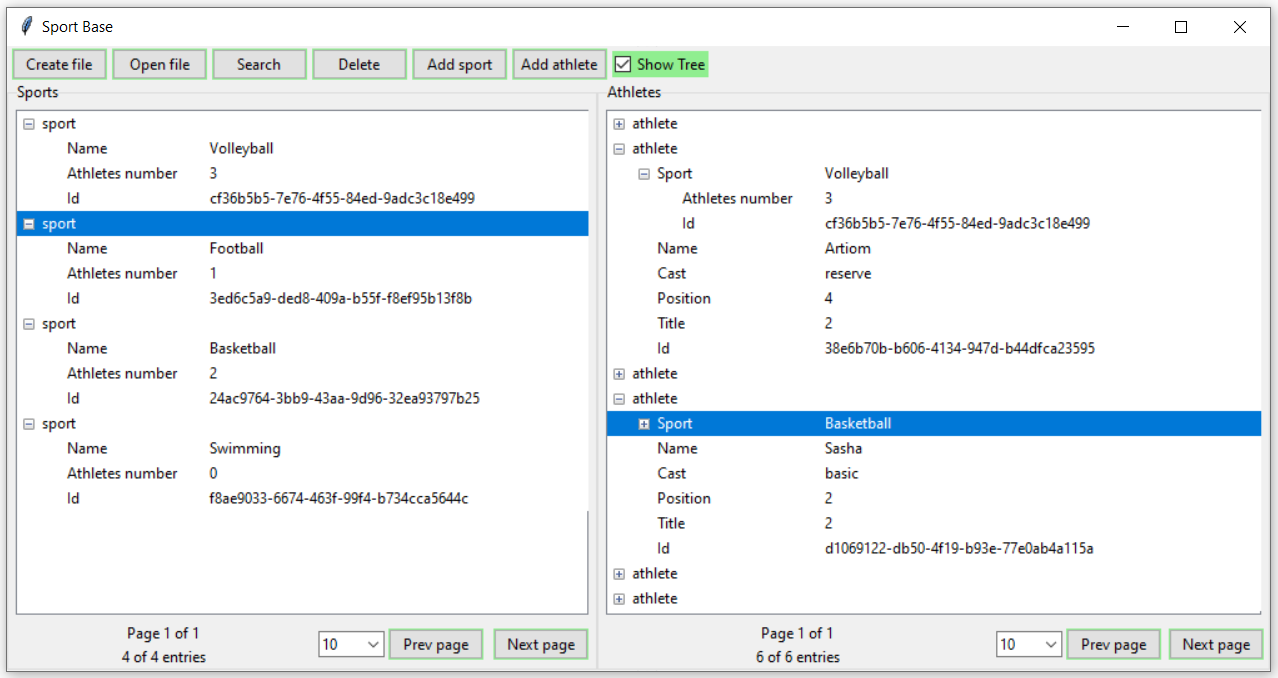 Sport Base
Create file Open file Search Delete Add sport Add athlete Show Tree
Sports
sport
Name Volleyball
Athletes number 3
Id cf36b5b5-7e76-4f55-84ed-9adc3c18e499
sport
Name Football
Athletes number 1
Id 3ed6c5a9-ded8-409a-b55f-f8ef95b13f8b
sport
Name Basketball
Athletes number 2
Id 24ac9764-3bb9-43aa-9d96-32ea93797b25
sport
Name Swimming
Athletes number 0
Id f8ae9033-6674-463f-99f4-b734cca5644c
Page 1 of 1
4 of 4 entries
10 Prev page Next page
Athletes
athlete
athlete
Sport Volleyball
Athletes number 3
Id cf36b5b5-7e76-4f55-84ed-9adc3c18e499
Name Artiom
Cast reserve
Position 4
Title 2
Id 38e6b70b-b606-4134-947d-b44dfca23595
athlete
athlete
Sport Basketball
Name Sasha
Cast basic
Position 2
Title 2
Id d1069122-db50-4f19-b93e-77e0ab4a115a
athlete
athlete
Page 1 of 1
6 of 6 entries
10 Prev page Next page